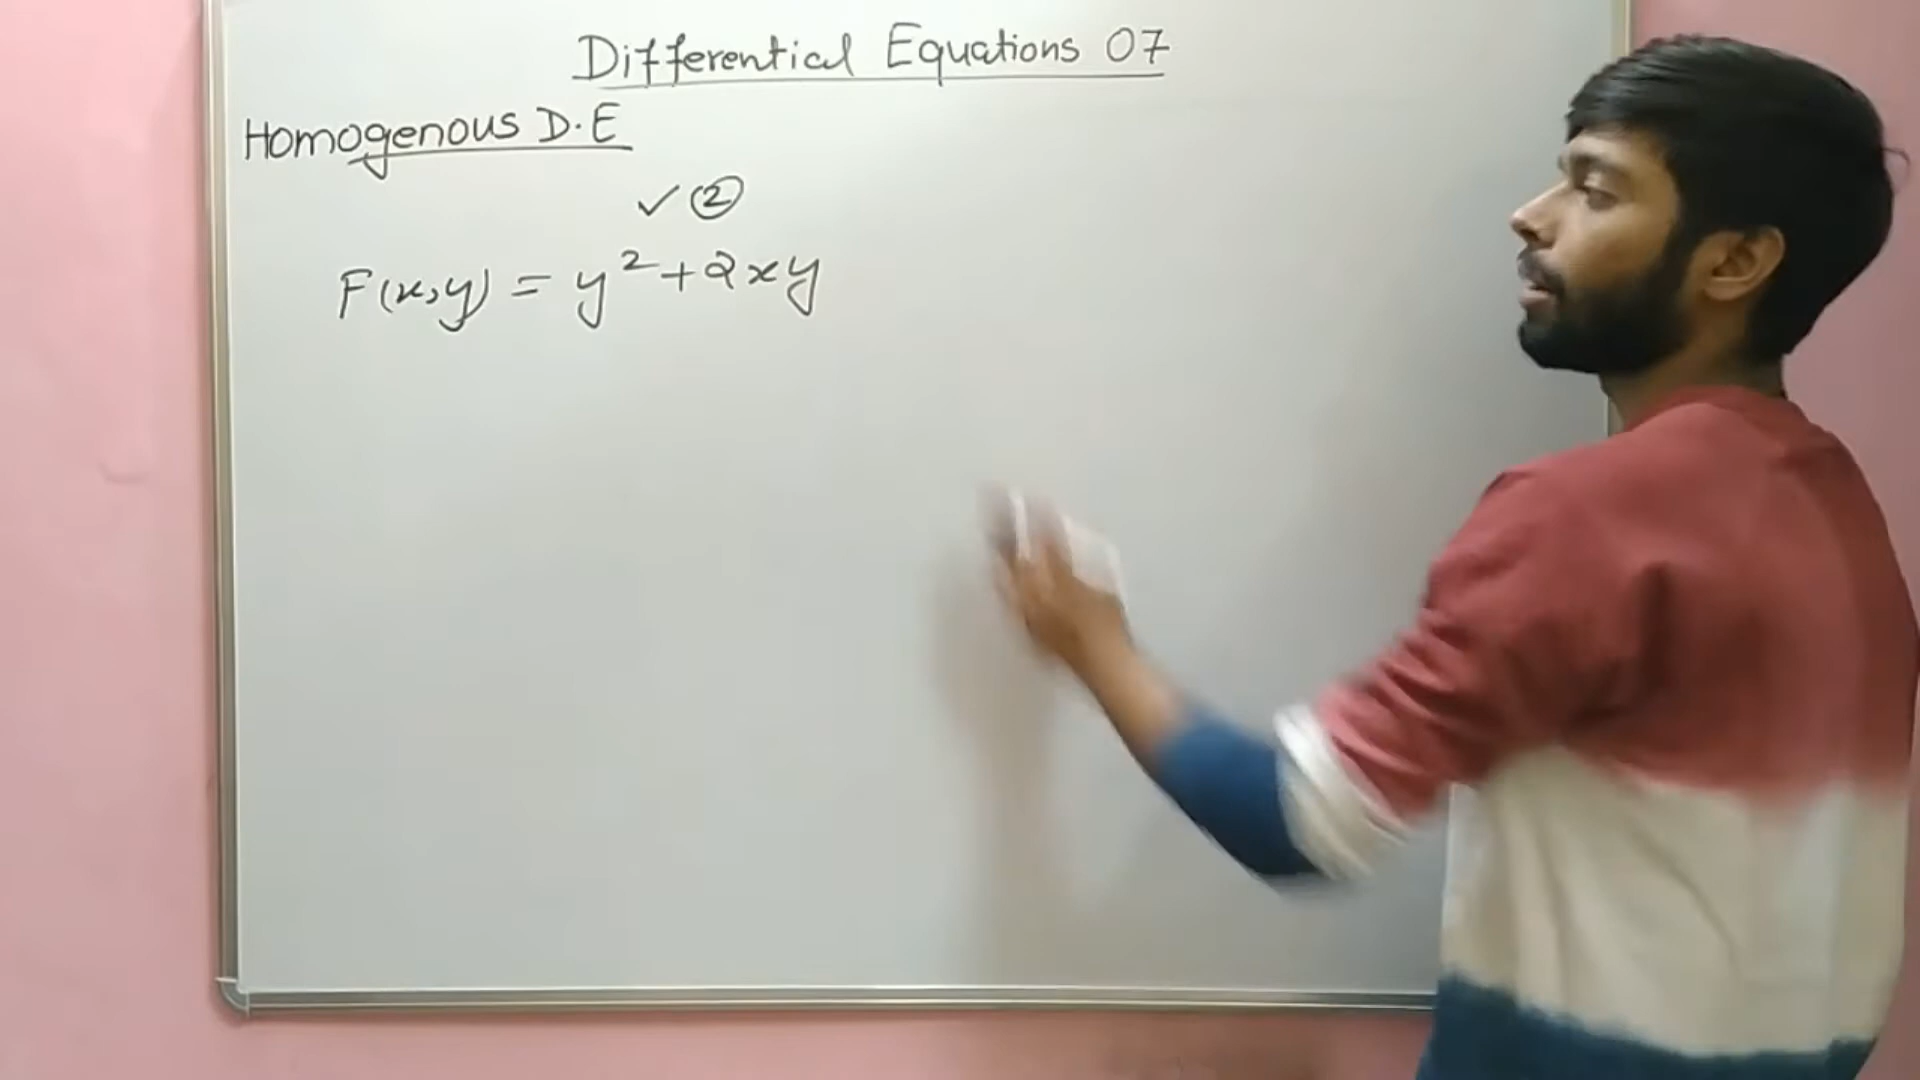 Differential Equations 07
Homogenous D.E
✓ ②
F(x,y) = y² + 2xy